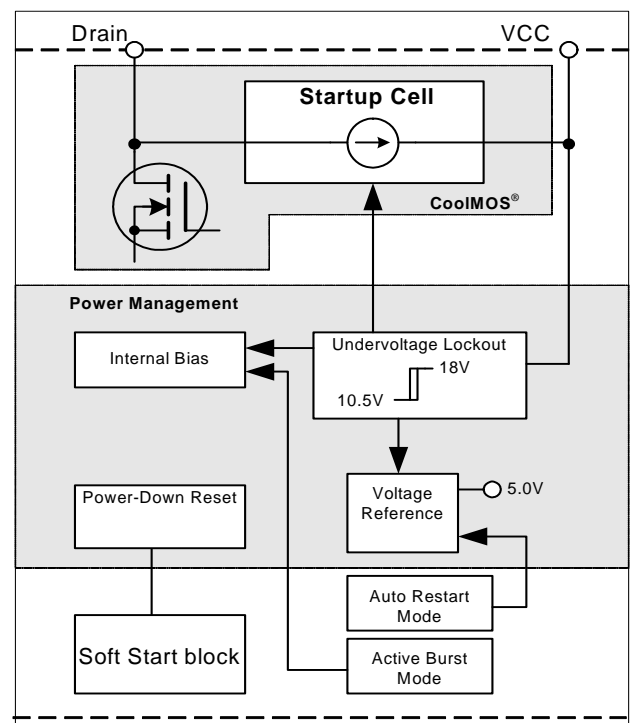 Drain VCC
Startup Cell
CoolMOS®
Power Management
Internal Bias
Undervoltage Lockout
18V
10.5V
Power-Down Reset
Voltage
Reference
5.0V
Auto Restart
Mode
Soft Start block
Active Burst
Mode